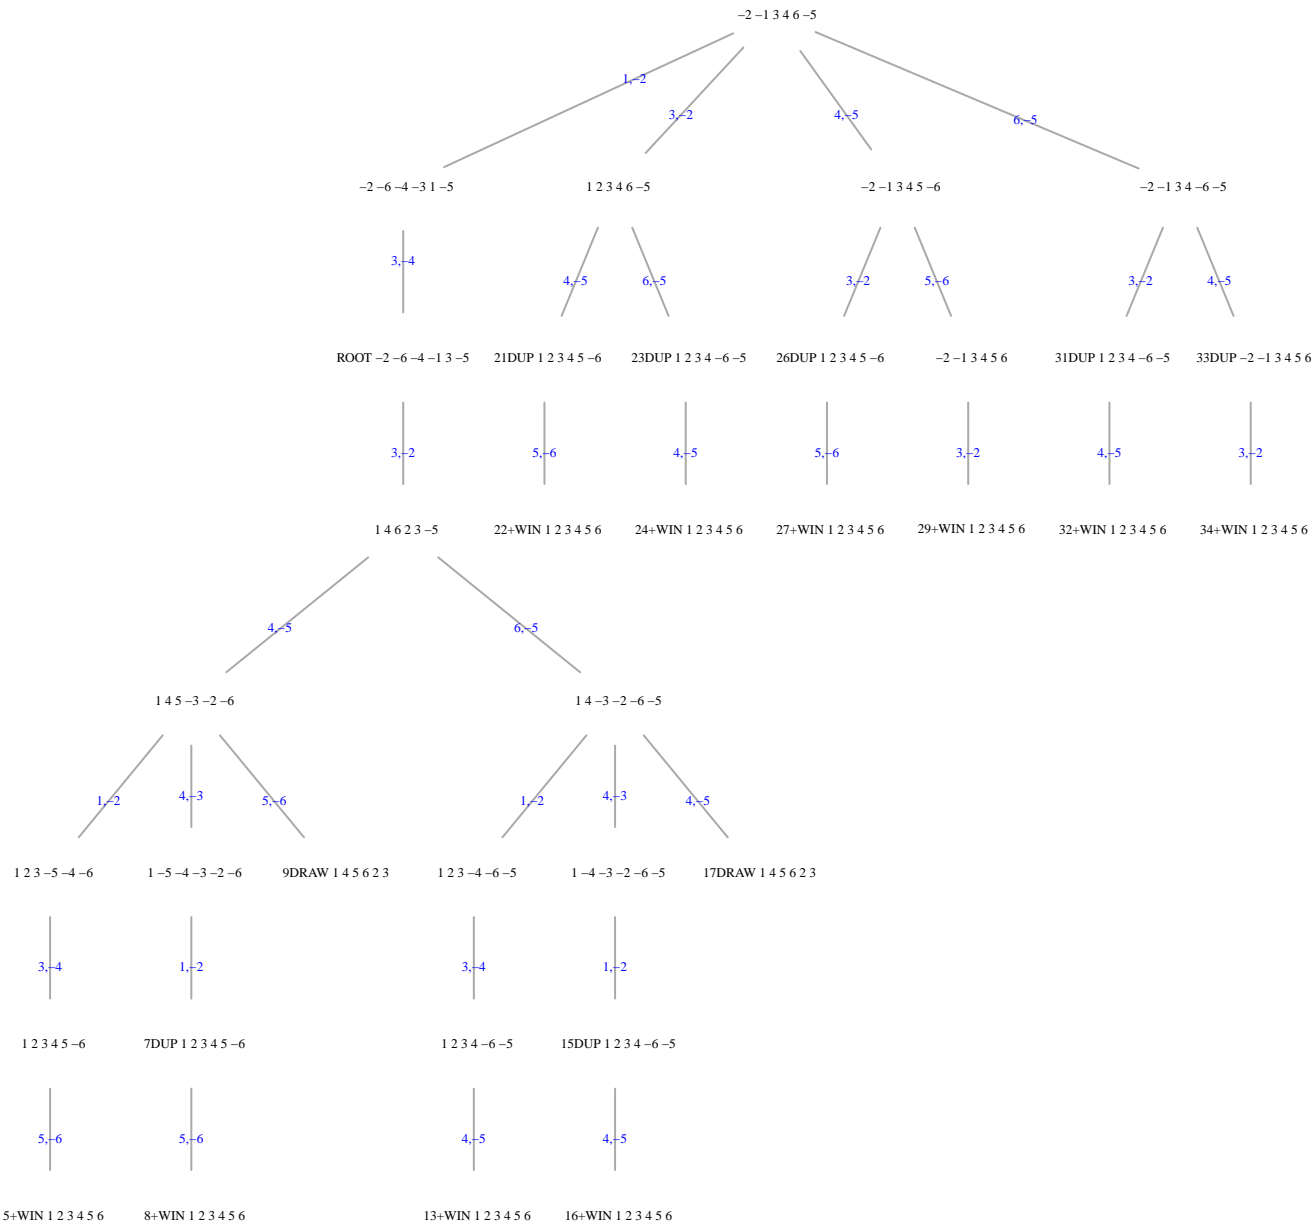 −2 −1 3 4 6 −5
1,−2
3,−2
4,−5
6,−5
−2 −6 −4 −3 1 −5
1 2 3 4 6 −5
−2 −1 3 4 5 −6
−2 −1 3 4 −6 −5
3,−4
4,−5
6,−5
3,−2
5,−6
3,−2
4,−5
ROOT −2 −6 −4 −1 3 −5
21DUP 1 2 3 4 5 −6
23DUP 1 2 3 4 −6 −5
26DUP 1 2 3 4 5 −6
−2 −1 3 4 5 6
31DUP 1 2 3 4 −6 −5
33DUP −2 −1 3 4 5 6
3,−2
5,−6
4,−5
5,−6
3,−2
4,−5
3,−2
1 4 6 2 3 −5
22+WIN 1 2 3 4 5 6
24+WIN 1 2 3 4 5 6
27+WIN 1 2 3 4 5 6
29+WIN 1 2 3 4 5 6
32+WIN 1 2 3 4 5 6
34+WIN 1 2 3 4 5 6
4,−5
6,−5
1 4 5 −3 −2 −6
1 4 −3 −2 −6 −5
1,−2
4,−3
5,−6
1,−2
4,−3
4,−5
1 2 3 −5 −4 −6
1 −5 −4 −3 −2 −6
9DRAW 1 4 5 6 2 3
1 2 3 −4 −6 −5
1 −4 −3 −2 −6 −5
17DRAW 1 4 5 6 2 3
3,−4
1,−2
3,−4
1,−2
1 2 3 4 5 −6
7DUP 1 2 3 4 5 −6
1 2 3 4 −6 −5
15DUP 1 2 3 4 −6 −5
5,−6
5,−6
4,−5
4,−5
5+WIN 1 2 3 4 5 6
8+WIN 1 2 3 4 5 6
13+WIN 1 2 3 4 5 6
16+WIN 1 2 3 4 5 6